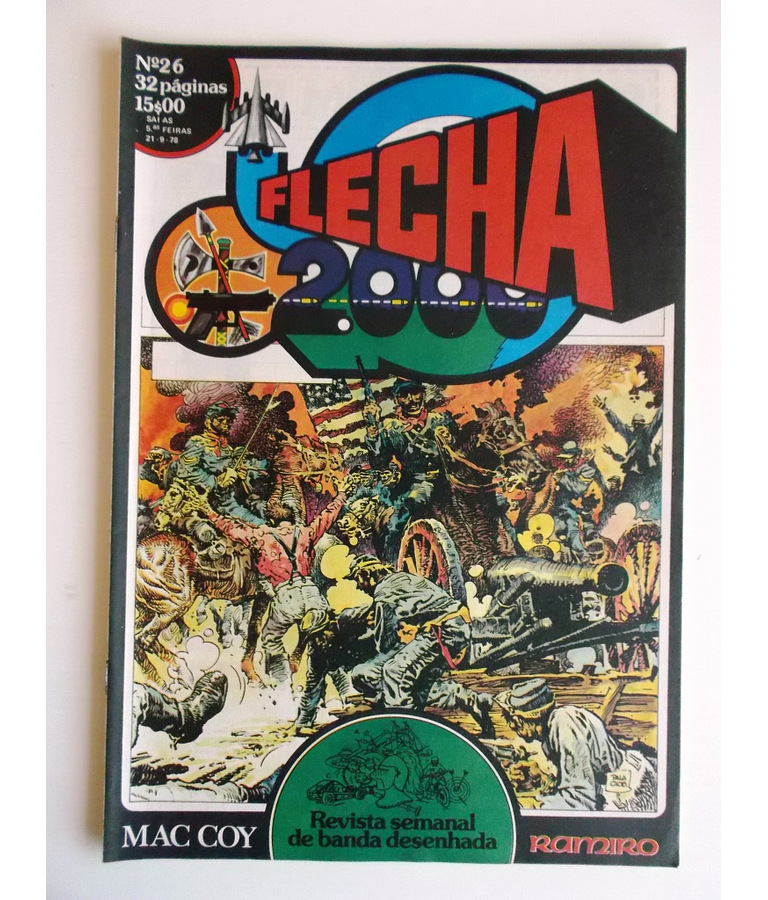 Nº26
32 páginas
15$00
SAI AS
5.as FEIRAS
21-9-78
FLECHA
2.000
MAC COY
Revista semanal
de banda desenhada
RAMIRO